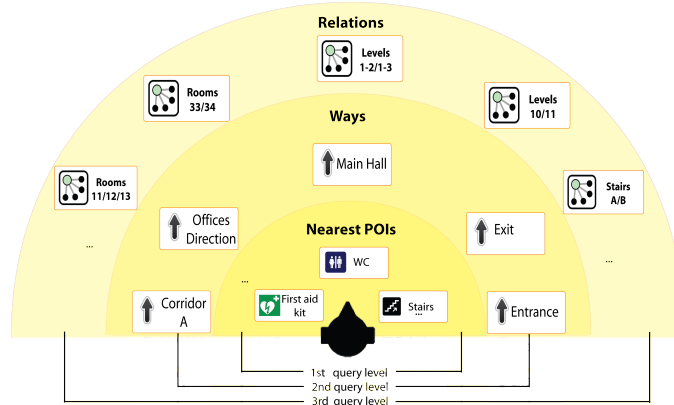 Relations
Levels
1-2/1-3
Rooms
33/34
Levels
10/11
Ways
Main Hall
Rooms
11/12/13
Stairs
A/B
Offices
Direction
Exit
Nearest POIs
...
WC
...
...
First aid
kit
Stairs
...
Corridor
A
Entrance
1st query level
2nd query level
3rd query level